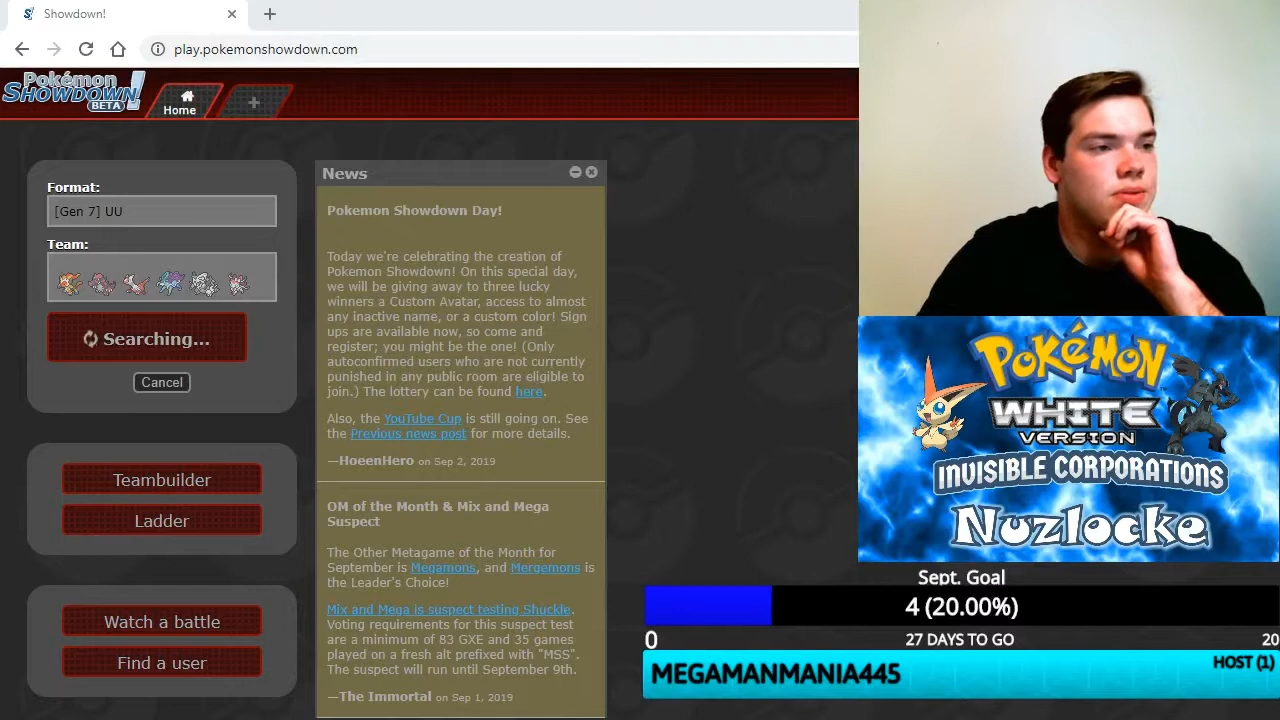 Showdown!
play.pokemonshowdown.com
Pokémon
SHOWDOWN!
BETA
Home
Format:
[Gen 7] UU
Team:
Searching...
Cancel
Teambuilder
Ladder
Watch a battle
Find a user
News
Pokemon Showdown Day!
Today we're celebrating the creation of
Pokemon Showdown! On this special day,
we will be giving away to three lucky
winners a Custom Avatar, access to almost
any inactive name, or a custom color! Sign
ups are available now, so come and
register; you might be the one! (Only
autoconfirmed users who are not currently
punished in any public room are eligible to
join.) The lottery can be found here.
Also, the YouTube Cup is still going on. See
the Previous news post for more details.
—HoeenHero on Sep 2, 2019
OM of the Month & Mix and Mega
Suspect
The Other Metagame of the Month for
September is Megamons, and Mergemons is
the Leader's Choice!
Mix and Mega is suspect testing Shuckle.
Voting requirements for this suspect test
are a minimum of 83 GXE and 35 games
played on a fresh alt prefixed with "MSS".
The suspect will run until September 9th.
—The Immortal on Sep 1, 2019
POKéMON
WHITE
VERSION
INVISIBLE CORPORATIONS
Nuzlocke
Sept. Goal
4 (20.00%)
0
27 DAYS TO GO
20
MEGAMANMANIA445
HOST (1)